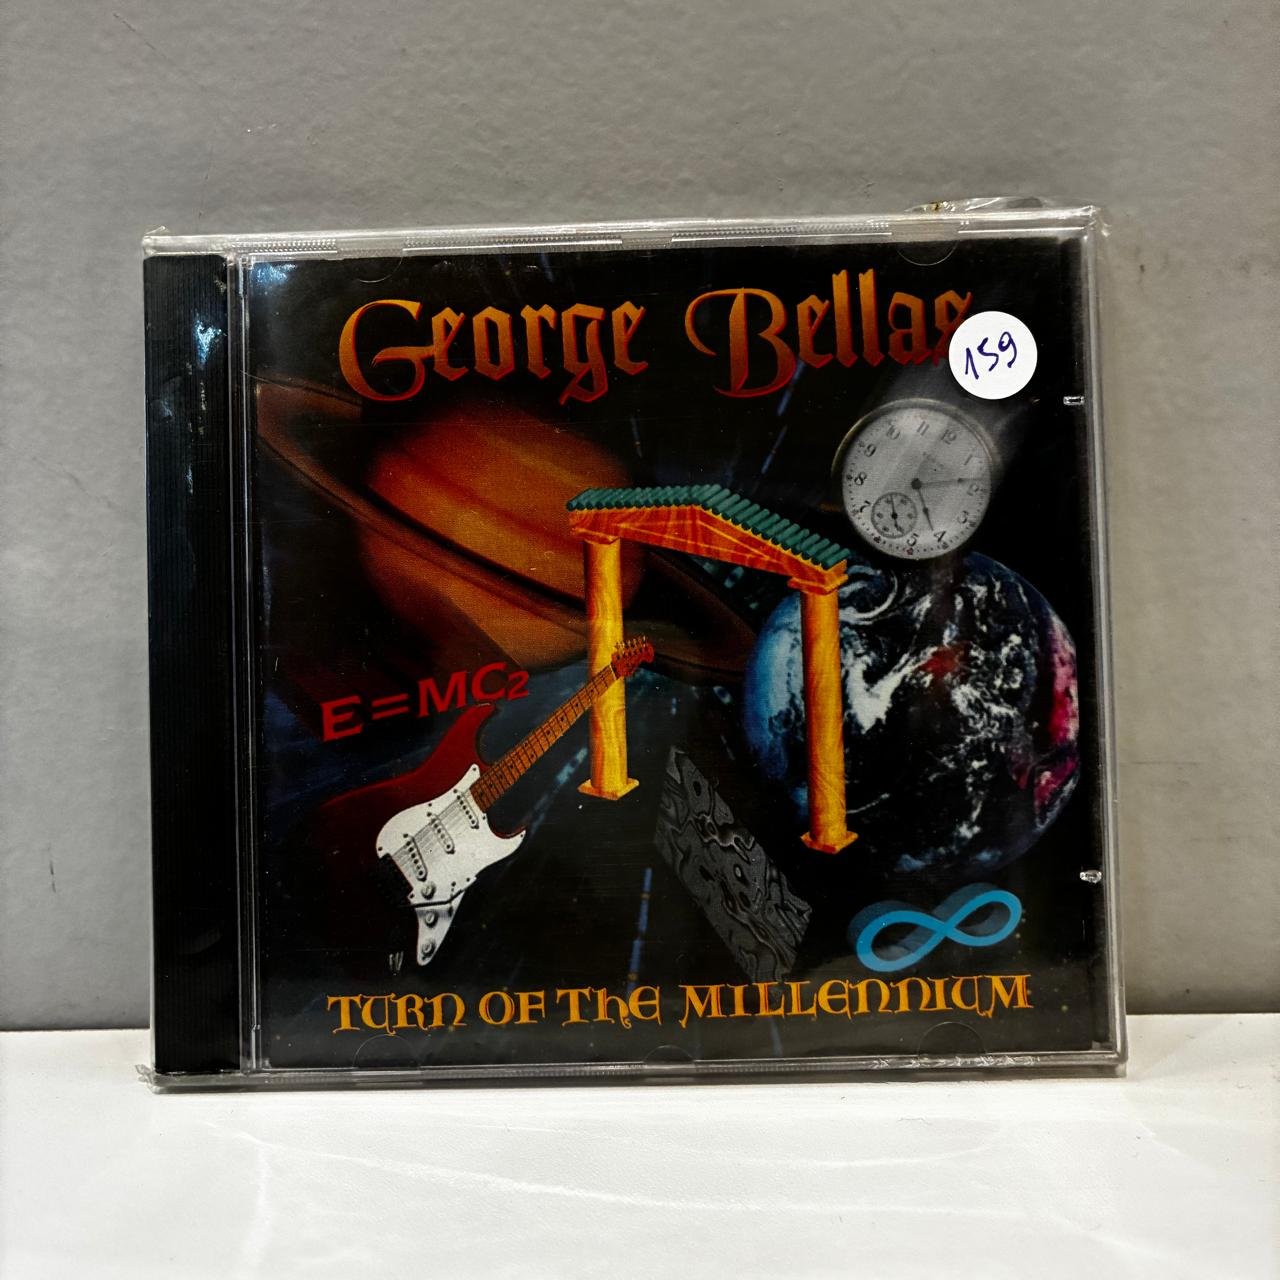 George Bellas
159
E=MC2
TURN OF THE MILLENNIUM